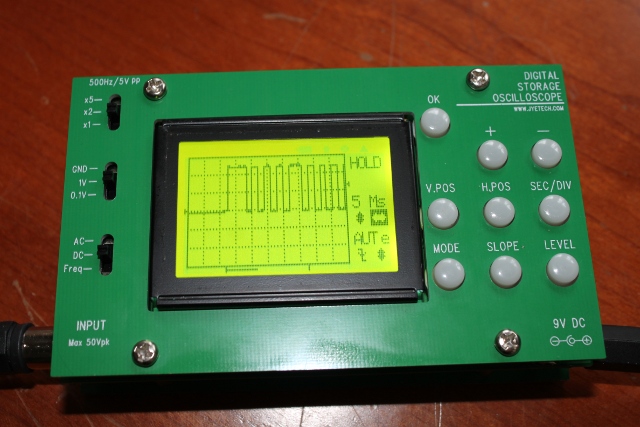 500Hz/5V PP
x5
x2
x1
GND
1V
0.1V
AC
DC
Freq
INPUT
Max 50Vpk
HOLD
5 Ms
AUTe
DIGITAL
STORAGE
OSCILLOSCOPE
WWW.JYETECH.COM
OK
+ −
V.POS H.POS SEC/DIV
MODE SLOPE LEVEL
9V DC